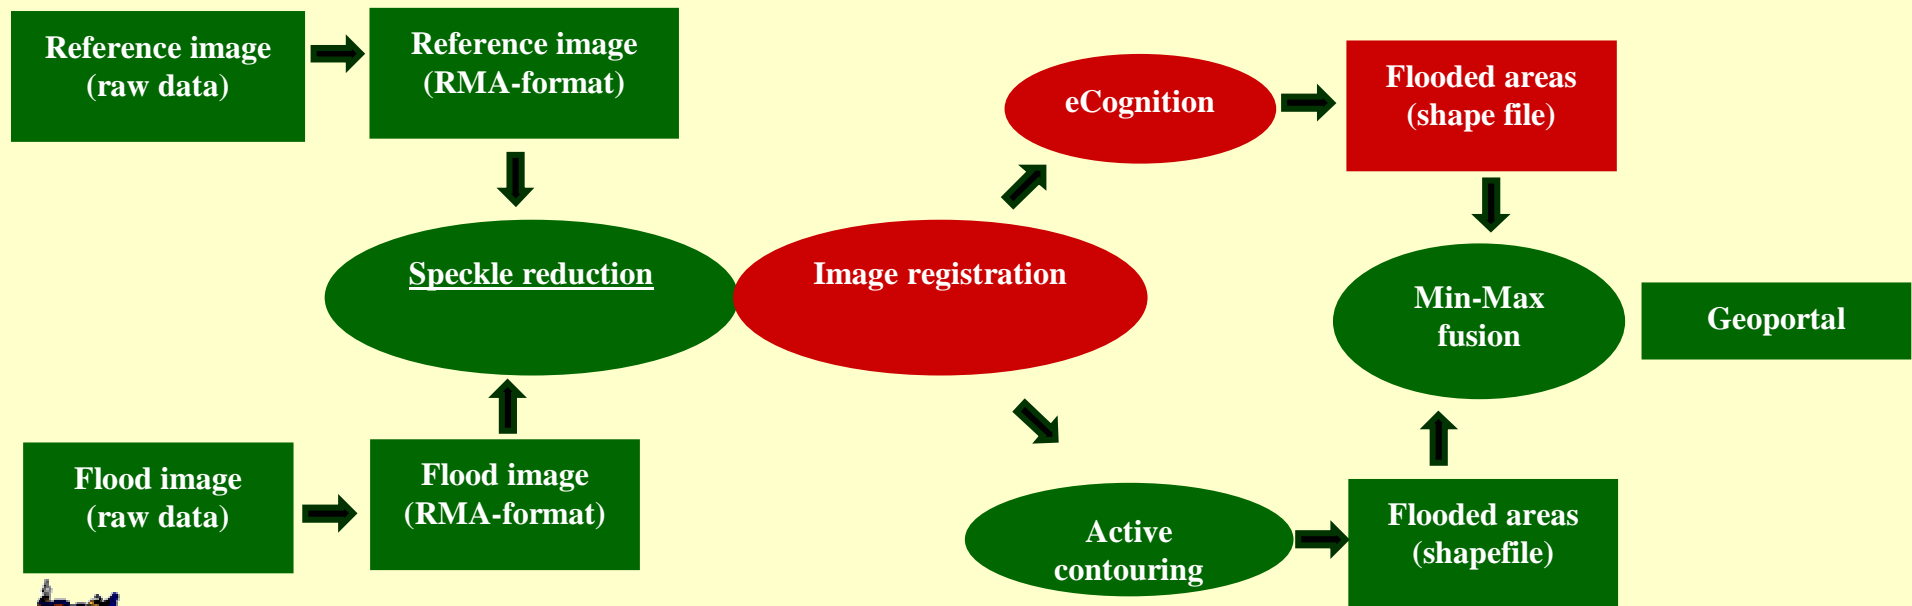 Reference image
(raw data)
Reference image
(RMA-format)
eCognition
Flooded areas
(shape file)
Speckle reduction
Image registration
Min-Max
fusion
Geoportal
Flood image
(raw data)
Flood image
(RMA-format)
Active
contouring
Flooded areas
(shapefile)